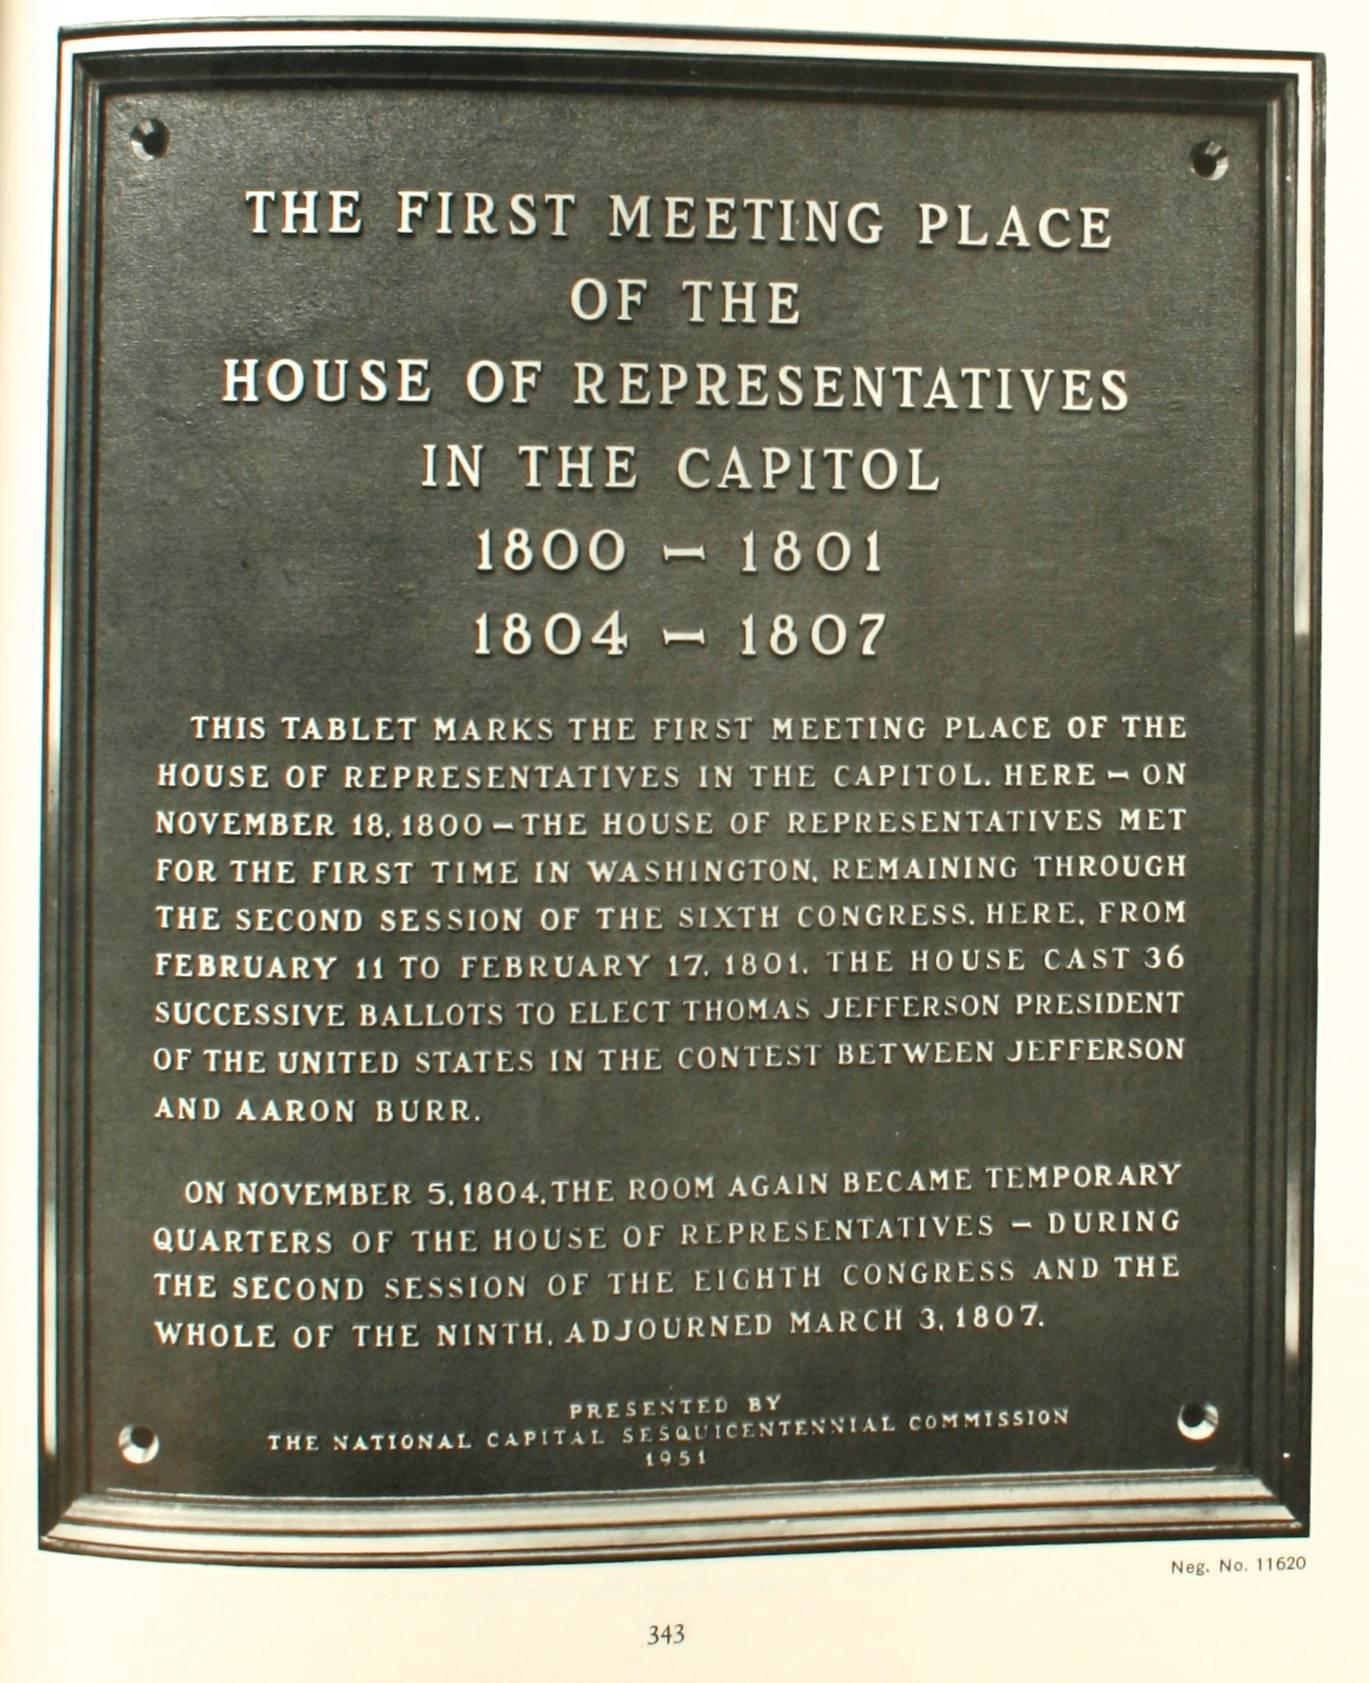 THE FIRST MEETING PLACE
OF THE
HOUSE OF REPRESENTATIVES
IN THE CAPITOL
1800 – 1801
1804 – 1807
THIS TABLET MARKS THE FIRST MEETING PLACE OF THE
HOUSE OF REPRESENTATIVES IN THE CAPITOL. HERE – ON
NOVEMBER 18, 1800 – THE HOUSE OF REPRESENTATIVES MET
FOR THE FIRST TIME IN WASHINGTON, REMAINING THROUGH
THE SECOND SESSION OF THE SIXTH CONGRESS. HERE, FROM
FEBRUARY 11 TO FEBRUARY 17, 1801, THE HOUSE CAST 36
SUCCESSIVE BALLOTS TO ELECT THOMAS JEFFERSON PRESIDENT
OF THE UNITED STATES IN THE CONTEST BETWEEN JEFFERSON
AND AARON BURR.
ON NOVEMBER 5, 1804, THE ROOM AGAIN BECAME TEMPORARY
QUARTERS OF THE HOUSE OF REPRESENTATIVES – DURING
THE SECOND SESSION OF THE EIGHTH CONGRESS AND THE
WHOLE OF THE NINTH, ADJOURNED MARCH 3, 1807.
PRESENTED BY
THE NATIONAL CAPITAL SESQUICENTENNIAL COMMISSION
1951
Neg. No. 11620
343